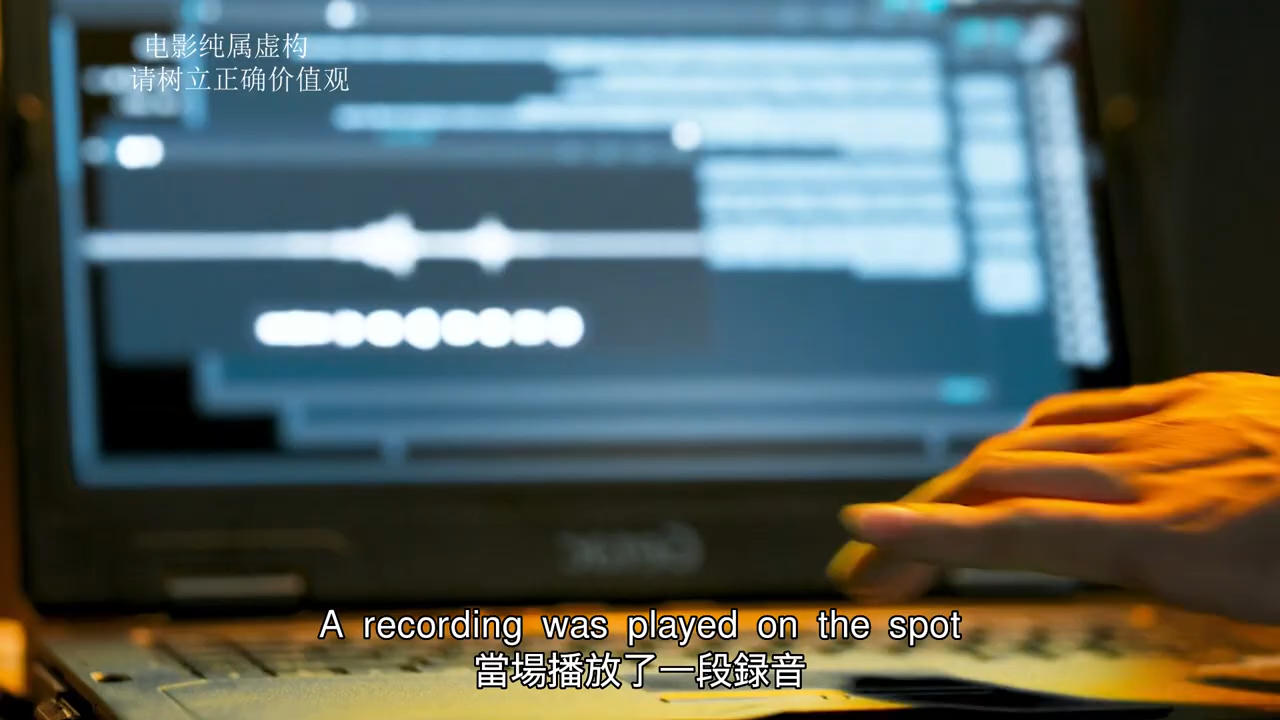 电影纯属虚构
请树立正确价值观
A recording was played on the spot
當場播放了一段録音